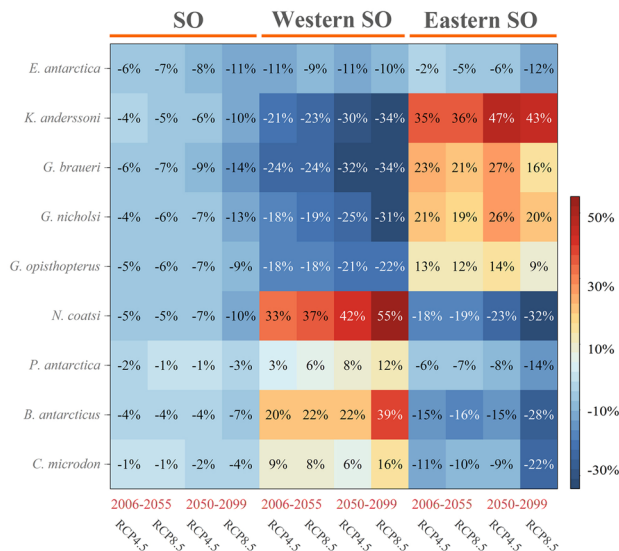 SO Western SO Eastern SO
E. antarctica -6% -7% -8% -11% -11% -9% -11% -10% -2% -5% -6% -12%
K. anderssoni -4% -5% -6% -10% -21% -23% -30% -34% 35% 36% 47% 43%
50%
G. braueri -6% -7% -9% -14% -24% -24% -32% -34% 23% 21% 27% 16%
G. nicholsi -4% -6% -7% -13% -18% -19% -25% -31% 21% 19% 26% 20%
30%
G. opisthopterus -5% -6% -7% -9% -18% -18% -21% -22% 13% 12% 14% 9%
N. coatsi -5% -5% -7% -10% 33% 37% 42% 55% -18% -19% -23% -32%
10%
P. antarctica -2% -1% -1% -3% 3% 6% 8% 12% -6% -7% -8% -14%
-10%
B. antarcticus -4% -4% -4% -7% 20% 22% 22% 39% -15% -16% -15% -28%
C. microdon -1% -1% -2% -4% 9% 8% 6% 16% -11% -10% -9% -22%
-30%
2006-2055 2050-2099 2006-2055 2050-2099 2006-2055 2050-2099
RCP4.5 RCP8.5 RCP4.5 RCP8.5 RCP4.5 RCP8.5 RCP4.5 RCP8.5 RCP4.5 RCP8.5 RCP4.5 RCP8.5